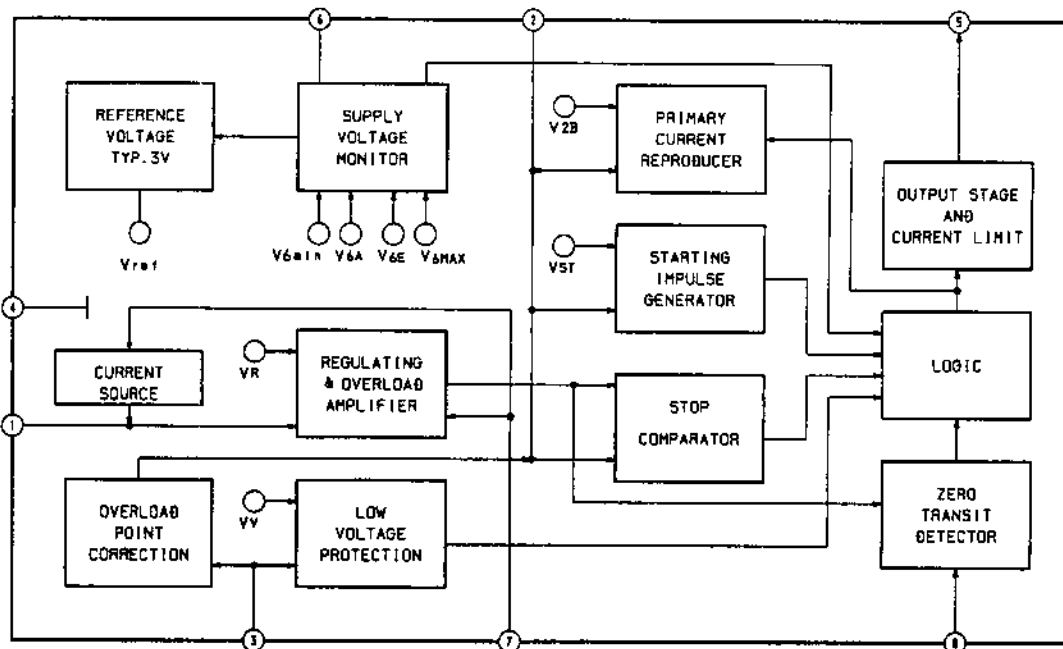 6
2
5
REFERENCE
VOLTAGE
TYP.3V
SUPPLY
VOLTAGE
MONITOR
V2B
PRIMARY
CURRENT
REPRODUCER
OUTPUT STAGE
AND
CURRENT LIMIT
Vref
V6min
V6A
V6E
V6MAX
VST
STARTING
IMPULSE
GENERATOR
4
CURRENT
SOURCE
VR
REGULATING
& OVERLOAD
AMPLIFIER
STOP
COMPARATOR
LOGIC
1
OVERLOAD
POINT
CORRECTION
VV
LOW
VOLTAGE
PROTECTION
ZERO
TRANSIT
DETECTOR
3
7
8